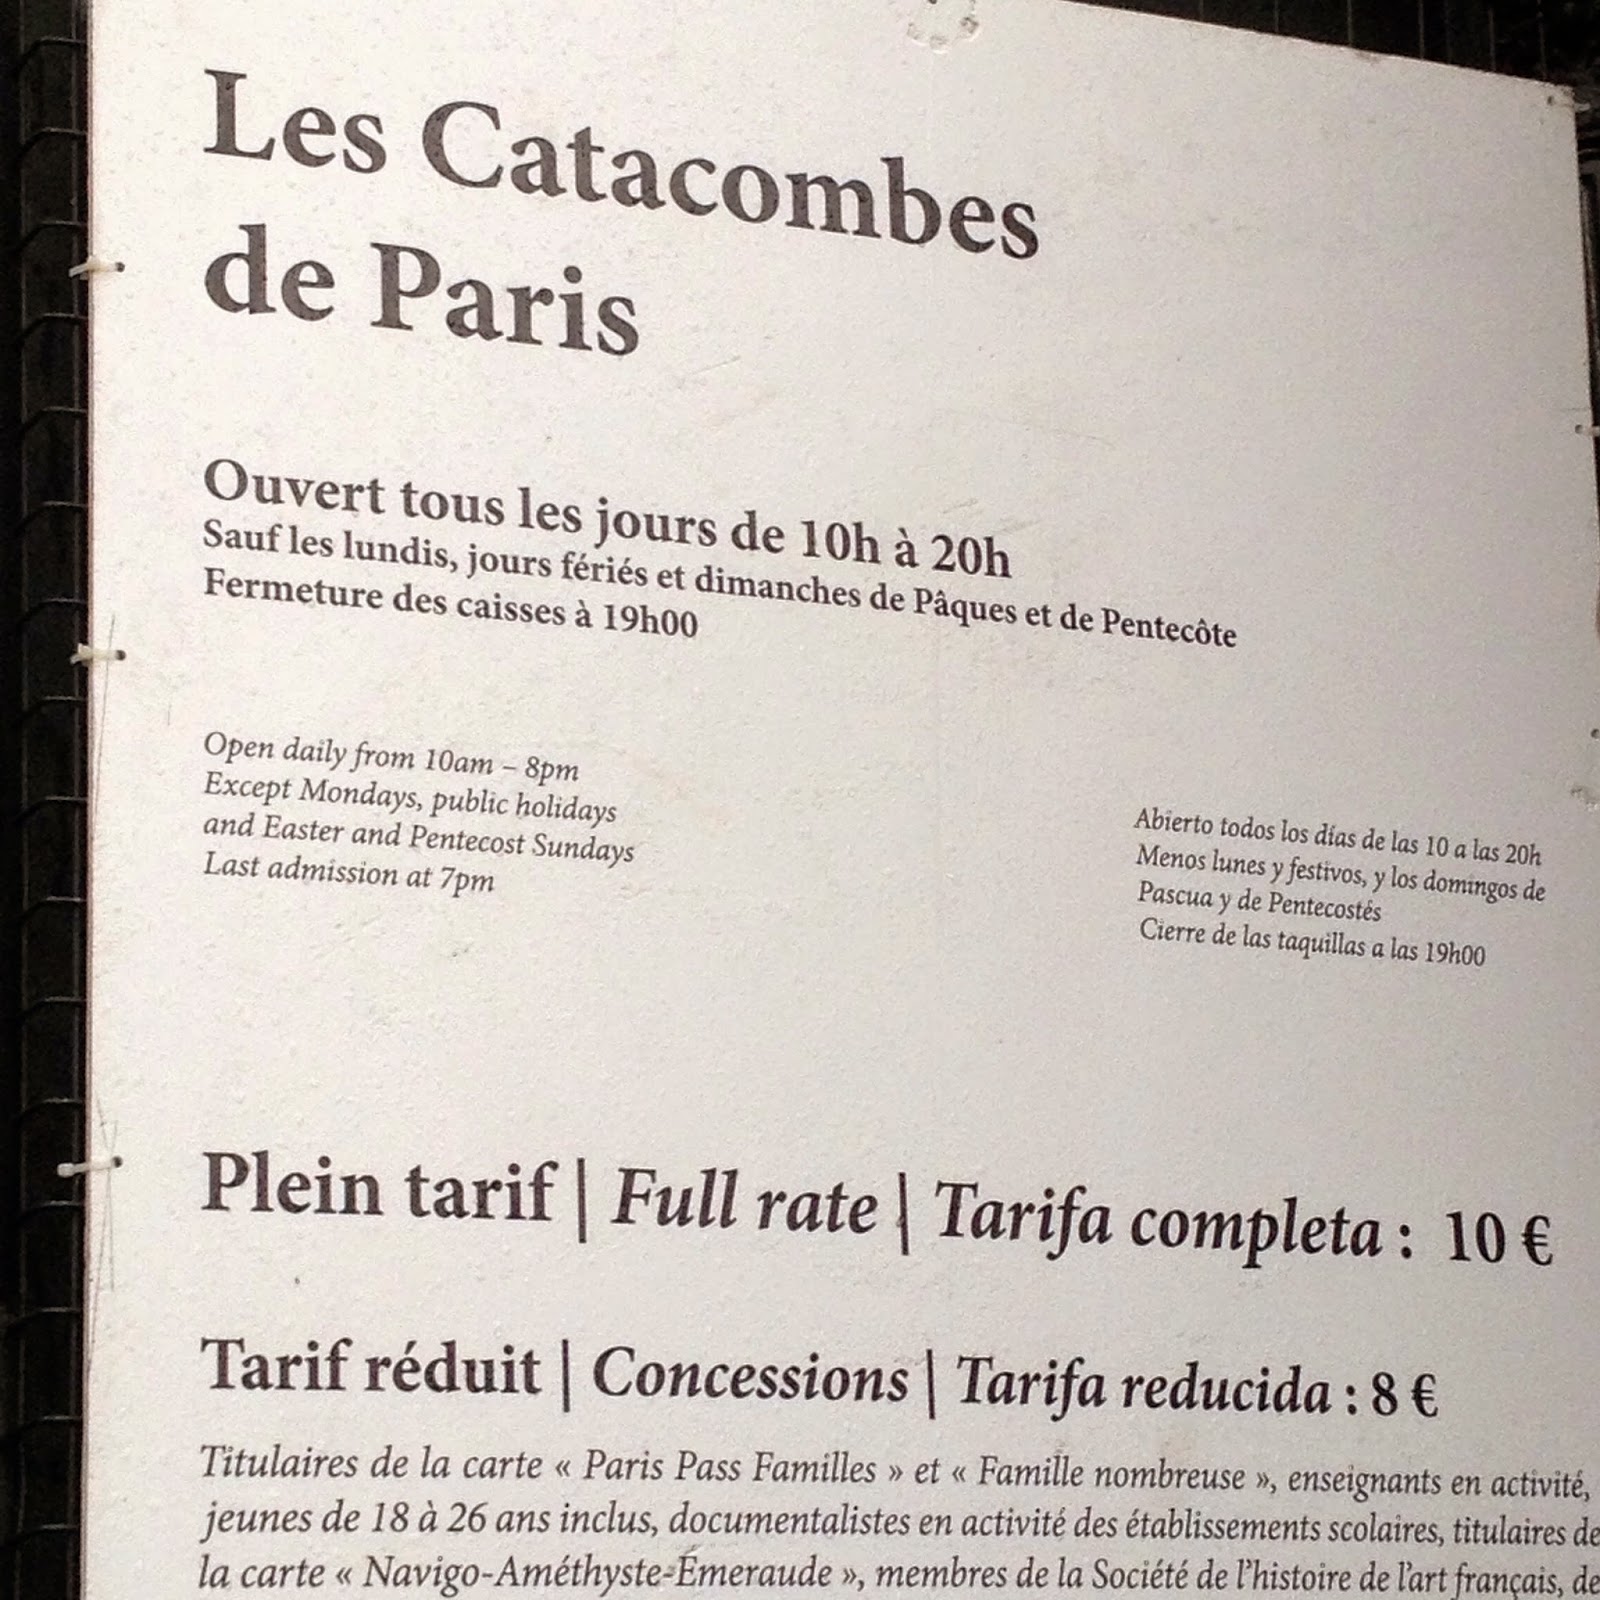 Les Catacombes
de Paris
Ouvert tous les jours de 10h à 20h
Sauf les lundis, jours fériés et dimanches de Pâques et de Pentecôte
Fermeture des caisses à 19h00
Open daily from 10am – 8pm
Except Mondays, public holidays
and Easter and Pentecost Sundays
Last admission at 7pm
Abierto todos los días de las 10 a las 20h
Menos lunes y festivos, y los domingos de
Pascua y de Pentecostés
Cierre de las taquillas a las 19h00
Plein tarif | Full rate | Tarifa completa : 10 €
Tarif réduit | Concessions | Tarifa reducida : 8 €
Titulaires de la carte « Paris Pass Familles » et « Famille nombreuse », enseignants en activité,
jeunes de 18 à 26 ans inclus, documentalistes en activité des établissements scolaires, titulaires de
la carte « Navigo-Améthyste-Émeraude », membres de la Société de l'histoire de l'art français, de